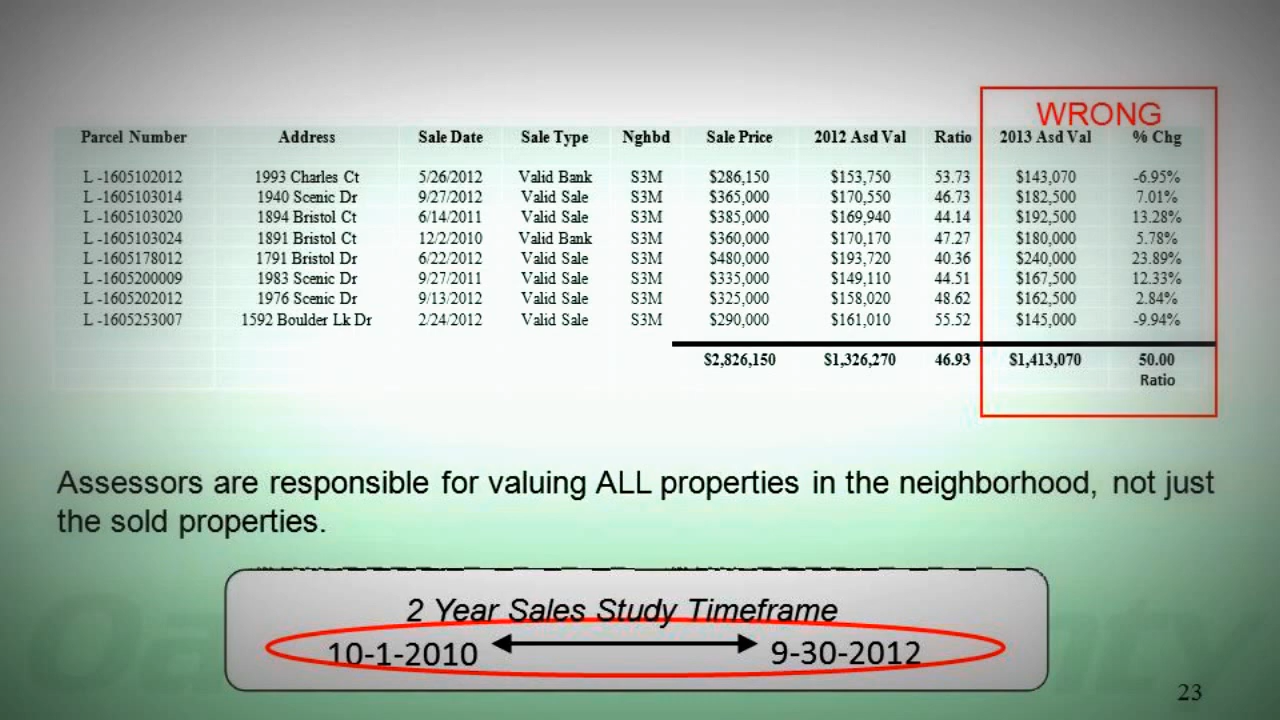 WRONG
Parcel Number Address Sale Date Sale Type Nghbd Sale Price 2012 Asd Val Ratio 2013 Asd Val % Chg
L -1605102012 1993 Charles Ct 5/26/2012 Valid Bank S3M $286,150 $153,750 53.73 $143,070 -6.95%
L -1605103014 1940 Scenic Dr 9/27/2012 Valid Sale S3M $365,000 $170,550 46.73 $182,500 7.01%
L -1605103020 1894 Bristol Ct 6/14/2011 Valid Sale S3M $385,000 $169,940 44.14 $192,500 13.28%
L -1605103024 1891 Bristol Ct 12/2/2010 Valid Bank S3M $360,000 $170,170 47.27 $180,000 5.78%
L -1605178012 1791 Bristol Dr 6/22/2012 Valid Sale S3M $480,000 $193,720 40.36 $240,000 23.89%
L -1605200009 1983 Scenic Dr 9/27/2011 Valid Sale S3M $335,000 $149,110 44.51 $167,500 12.33%
L -1605202012 1976 Scenic Dr 9/13/2012 Valid Sale S3M $325,000 $158,020 48.62 $162,500 2.84%
L -1605253007 1592 Boulder Lk Dr 2/24/2012 Valid Sale S3M $290,000 $161,010 55.52 $145,000 -9.94%
$2,826,150 $1,326,270 46.93 $1,413,070 50.00
Ratio
Assessors are responsible for valuing ALL properties in the neighborhood, not just
the sold properties.
2 Year Sales Study Timeframe
10-1-2010 9-30-2012
23